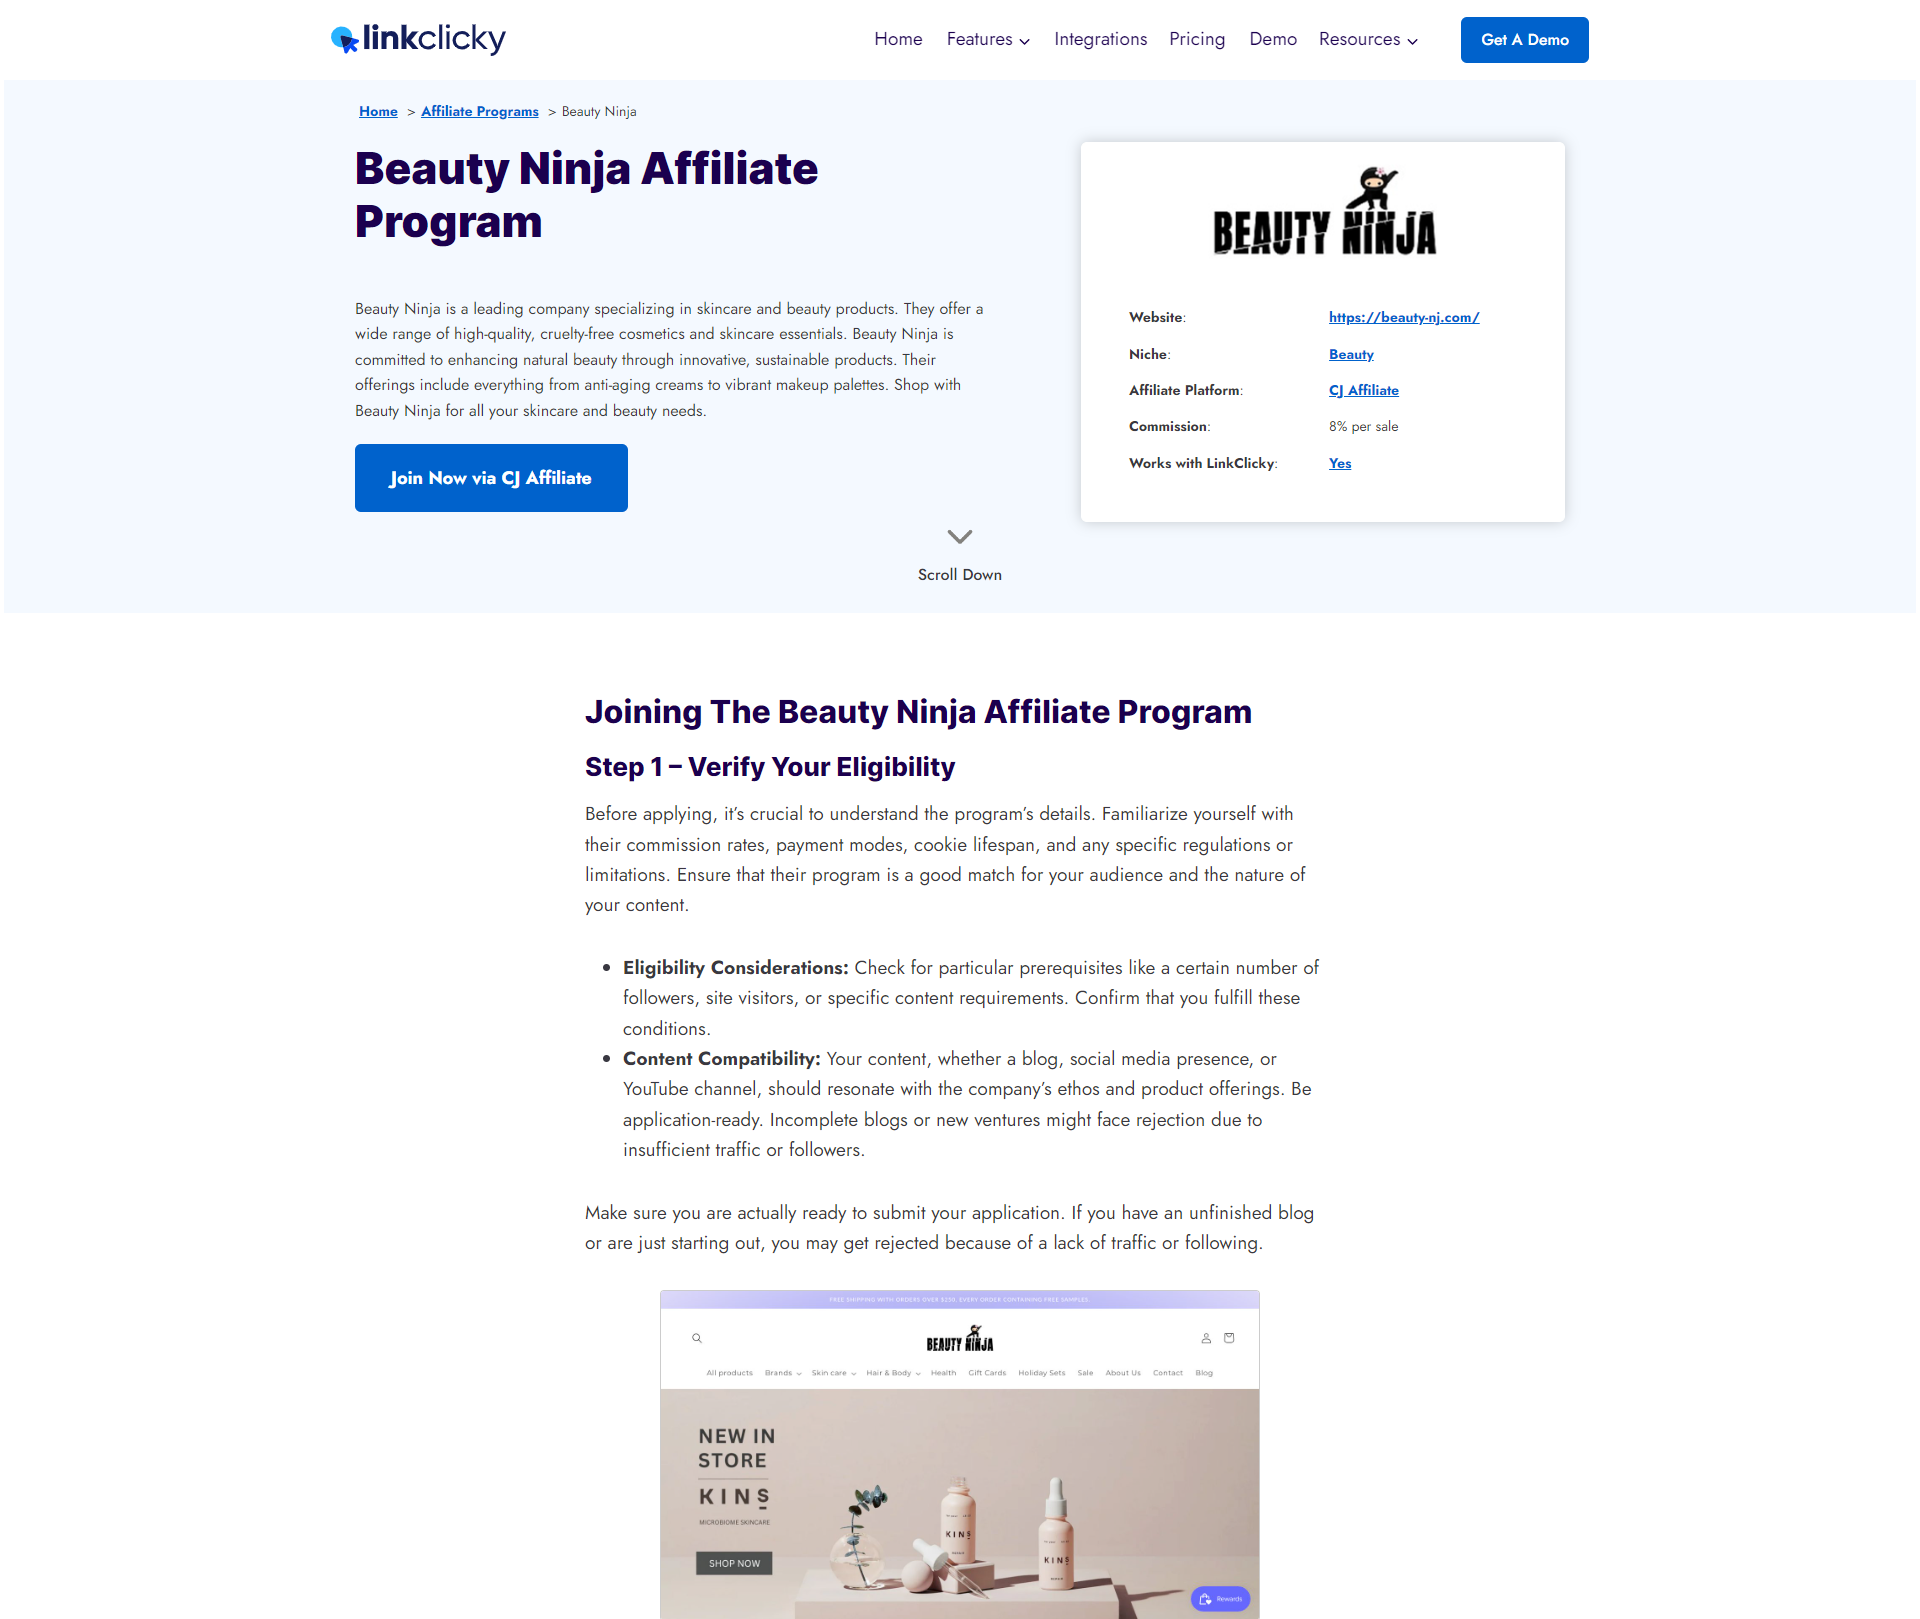 linkclicky
Home Features Integrations Pricing Demo Resources Get A Demo
Home > Affiliate Programs > Beauty Ninja
Beauty Ninja Affiliate
Program
Beauty Ninja is a leading company specializing in skincare and beauty products. They offer a
wide range of high-quality, cruelty-free cosmetics and skincare essentials. Beauty Ninja is
committed to enhancing natural beauty through innovative, sustainable products. Their
offerings include everything from anti-aging creams to vibrant makeup palettes. Shop with
Beauty Ninja for all your skincare and beauty needs.
Join Now via CJ Affiliate
BEAUTY NINJA
Website: https://beauty-nj.com/
Niche: Beauty
Affiliate Platform: CJ Affiliate
Commission: 8% per sale
Works with LinkClicky: Yes
Scroll Down
Joining The Beauty Ninja Affiliate Program
Step 1 – Verify Your Eligibility
Before applying, it’s crucial to understand the program’s details. Familiarize yourself with
their commission rates, payment modes, cookie lifespan, and any specific regulations or
limitations. Ensure that their program is a good match for your audience and the nature of
your content.
• Eligibility Considerations: Check for particular prerequisites like a certain number of
followers, site visitors, or specific content requirements. Confirm that you fulfill these
conditions.
• Content Compatibility: Your content, whether a blog, social media presence, or
YouTube channel, should resonate with the company’s ethos and product offerings. Be
application-ready. Incomplete blogs or new ventures might face rejection due to
insufficient traffic or followers.
Make sure you are actually ready to submit your application. If you have an unfinished blog
or are just starting out, you may get rejected because of a lack of traffic or following.
FREE SHIPPING WITH ORDERS OVER $250. EVERY ORDER CONTAINING FREE SAMPLES.
BEAUTY NINJA
All products Brands Skin care Hair & Body Health Gift Cards Holiday Sets Sale About Us Contact Blog
NEW IN
STORE
KINS
MICROBIOME SKINCARE
SHOP NOW
KINS
KINS
Rewards